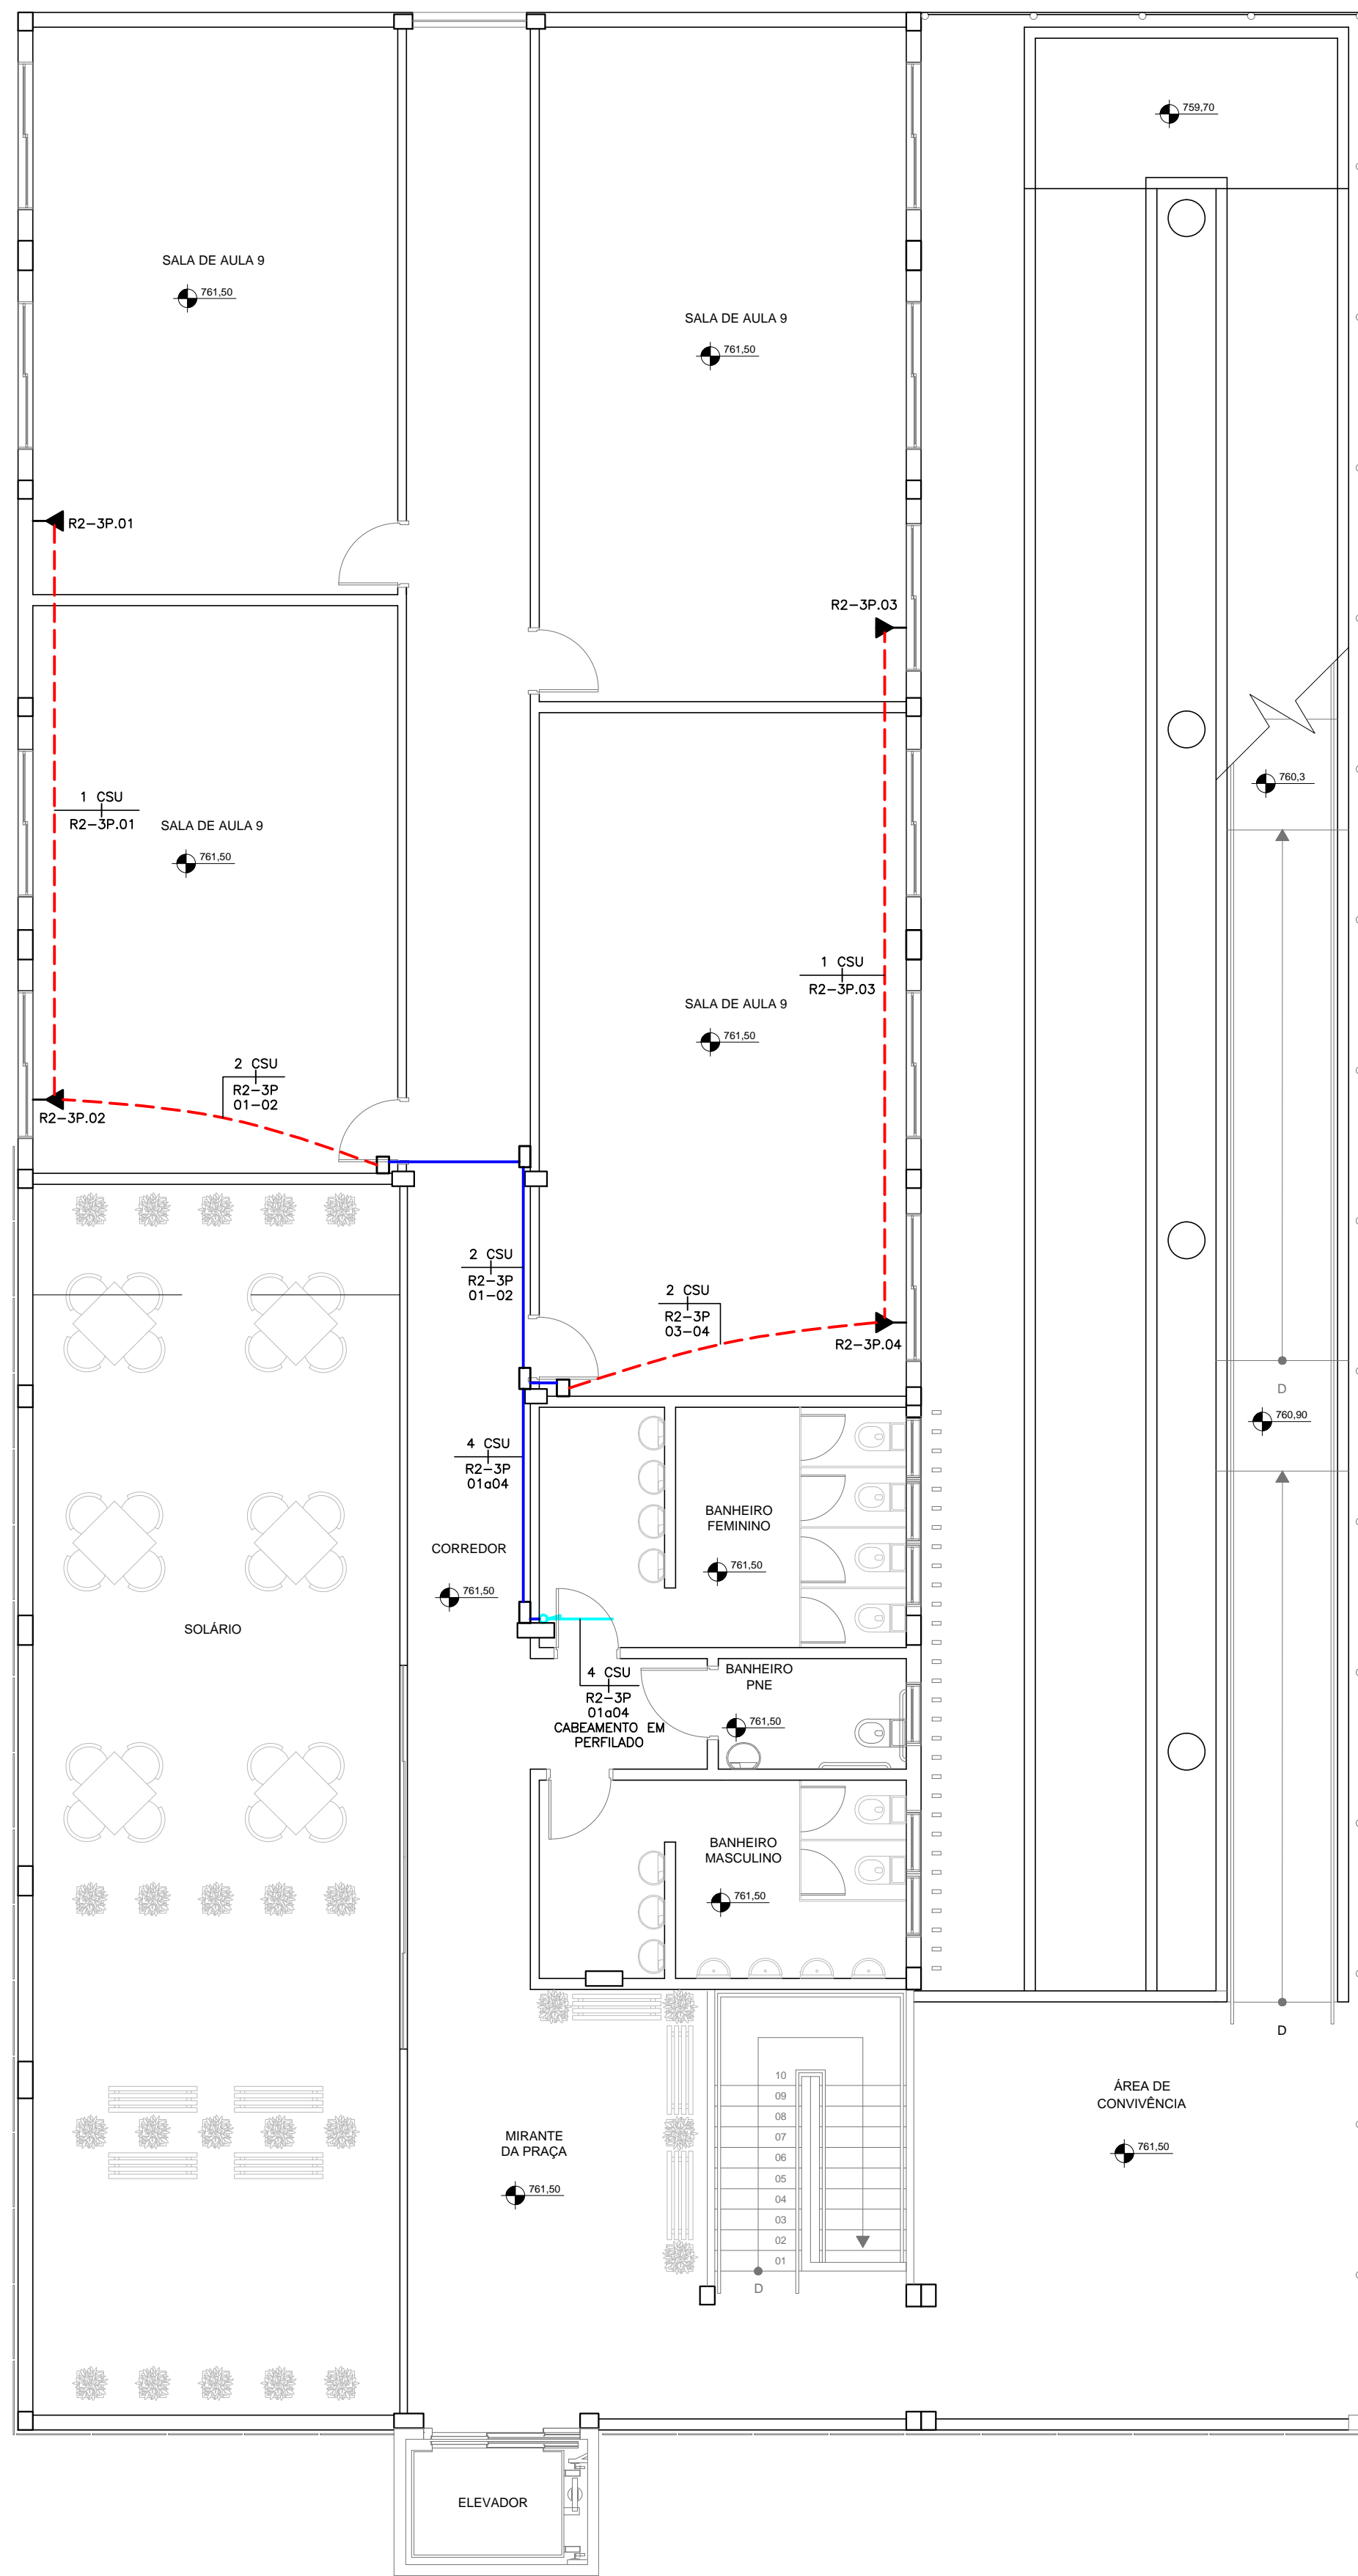 759,70
SALA DE AULA 9
761,50
SALA DE AULA 9
761,50
R2-3P.01
R2-3P.03
760,3
1 CSU
R2-3P.01
SALA DE AULA 9
761,50
1 CSU
R2-3P.03
SALA DE AULA 9
761,50
2 CSU
R2-3P
01-02
R2-3P.02
2 CSU
R2-3P
01-02
2 CSU
R2-3P
03-04
R2-3P.04
D
760,90
4 CSU
R2-3P
01a04
BANHEIRO
FEMININO
761,50
CORREDOR
761,50
SOLÁRIO
4 CSU
R2-3P
01a04
CABEAMENTO EM
PERFILADO
BANHEIRO
PNE
761,50
BANHEIRO
MASCULINO
761,50
D
10
09
08
07
06
05
04
03
02
01
D
ÁREA DE
CONVIVÊNCIA
761,50
MIRANTE
DA PRAÇA
761,50
ELEVADOR